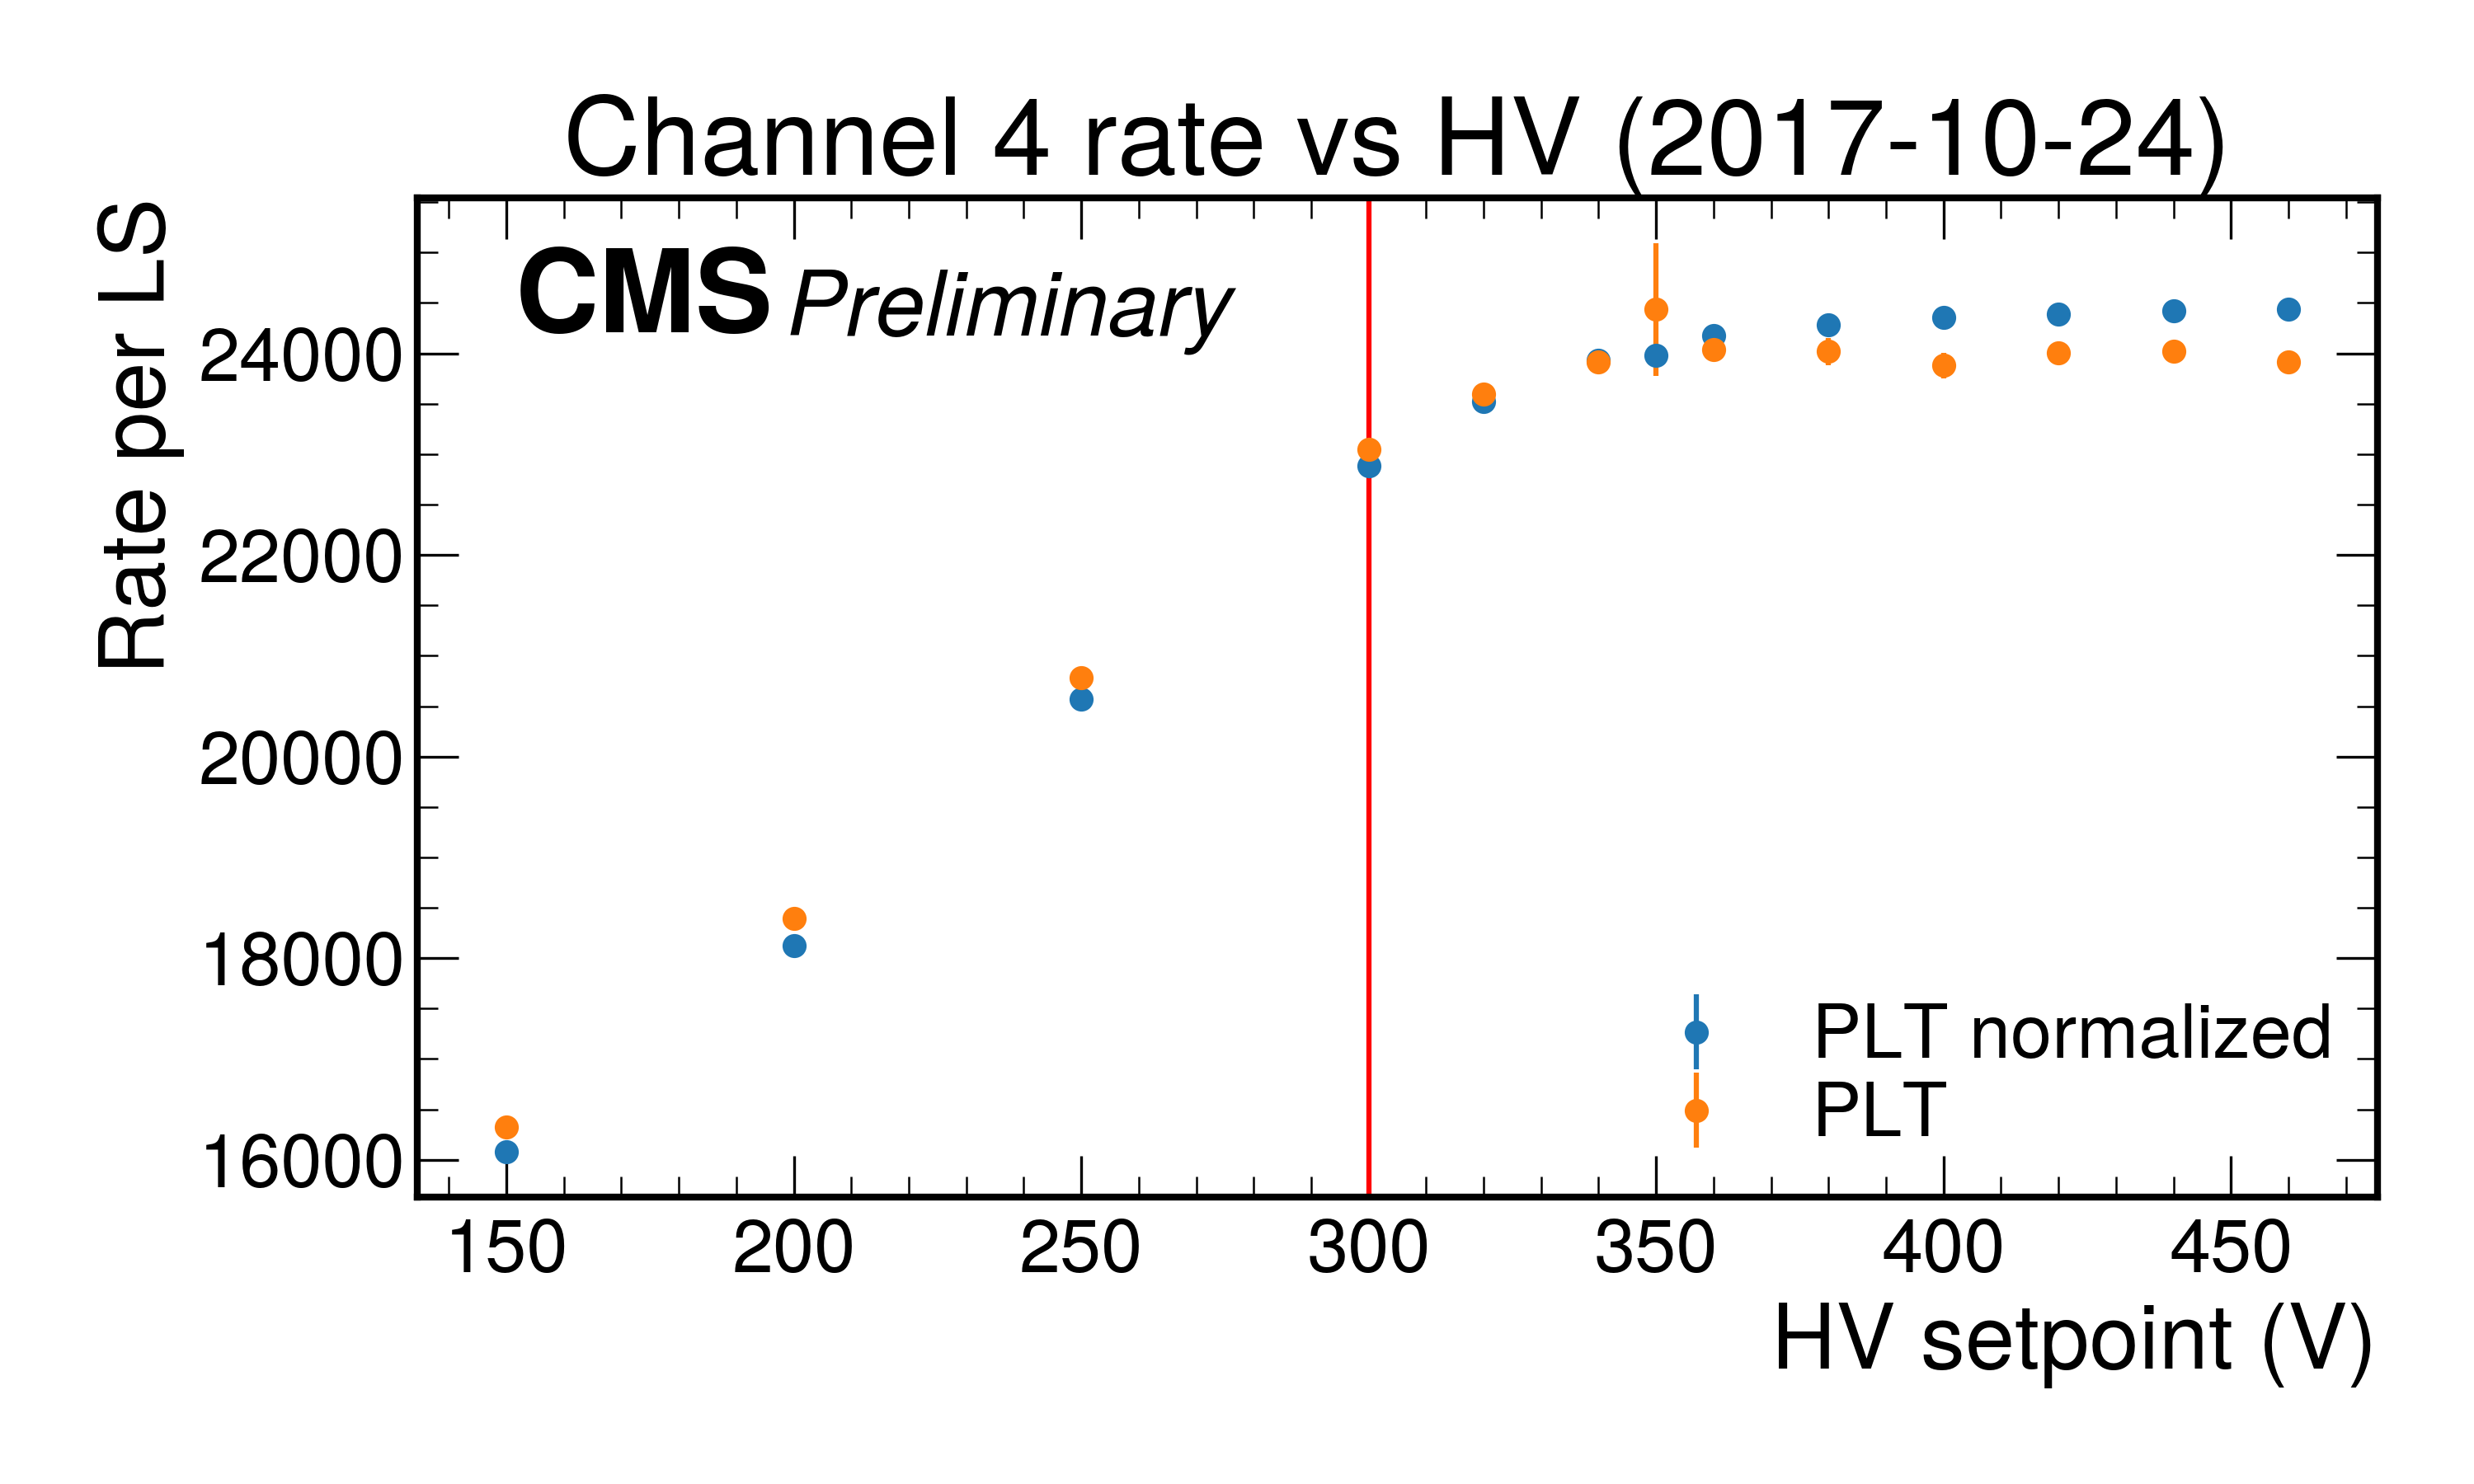 Channel 4 rate vs HV (2017-10-24)
CMS Preliminary
Rate per LS
24000
22000
20000
18000
16000
PLT normalized
PLT
150 200 250 300 350 400 450
HV setpoint (V)